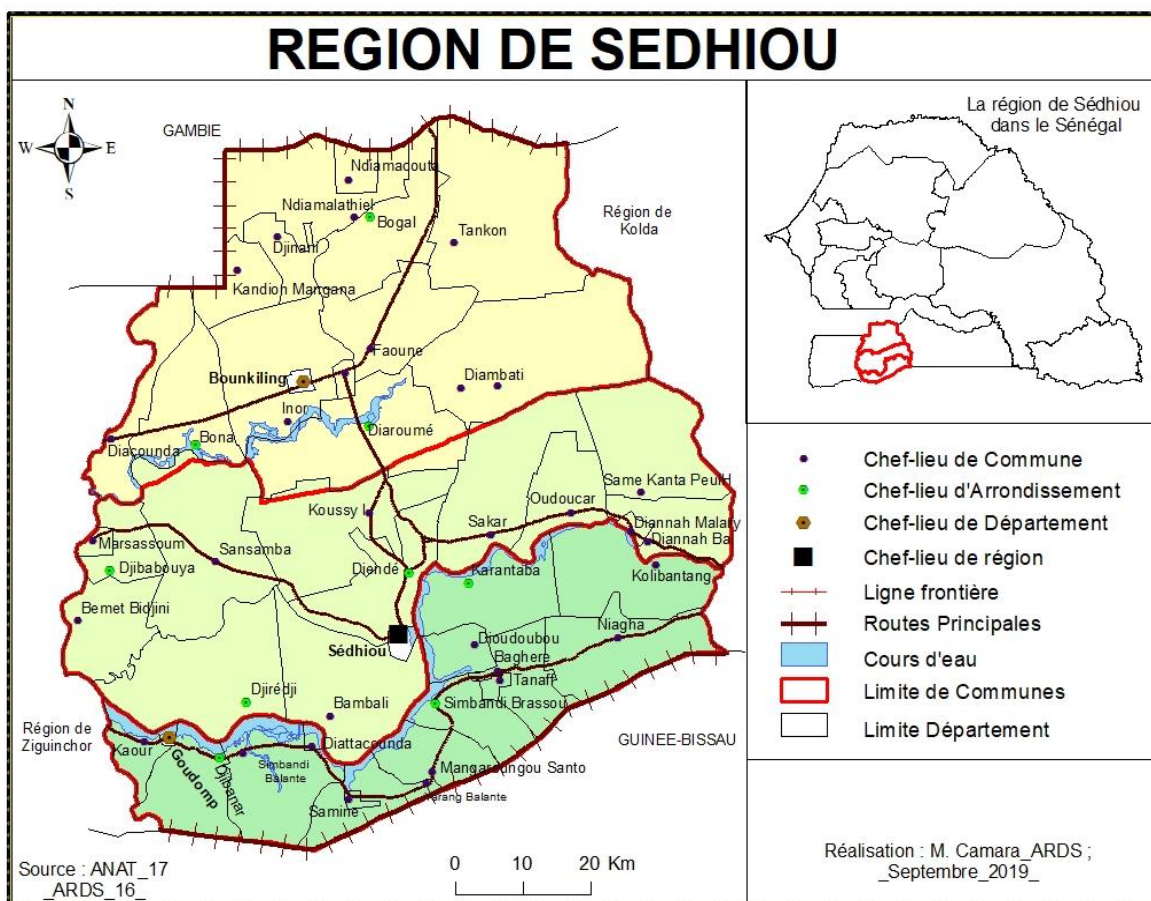 REGION DE SEDHIOU
N
W
E
S
GAMBIE
Ndiamacouta
Ndiamalathiel
Bogal
Djinani
Tankon
Région de
Kolda
Kandion Mangana
Faoune
Bounkiling
Diambati
Inor
Diaroumé
Bona
Diacounda
Same Kanta Peulh
Koussy
Oudoucar
Sakar
Diannah Malary
Diannah Ba
Marsassoum
Sansamba
Djibabouya
Diendé
Karantaba
Kolibantang
Bemet Bidjini
Sédhiou
Djoudoubou
Niagha
Baghere
Tanaff
Djirédji
Bambali
Simbandi Brassou
Région de
Ziguinchor
Kaour
Goudomp
Djibanar
Simbandi
Balante
Diattacounda
GUINEE-BISSAU
Mangaroungou Santo
Yarang Balante
Samine
Source : ANAT_17
_ARDS_16_
0 10 20 Km
La région de Sédhiou
dans le Sénégal
Chef-lieu de Commune
Chef-lieu d'Arrondissement
Chef-lieu de Département
Chef-lieu de région
Ligne frontière
Routes Principales
Cours d'eau
Limite de Communes
Limite Département
Réalisation : M. Camara_ARDS ;
_Septembre_2019_